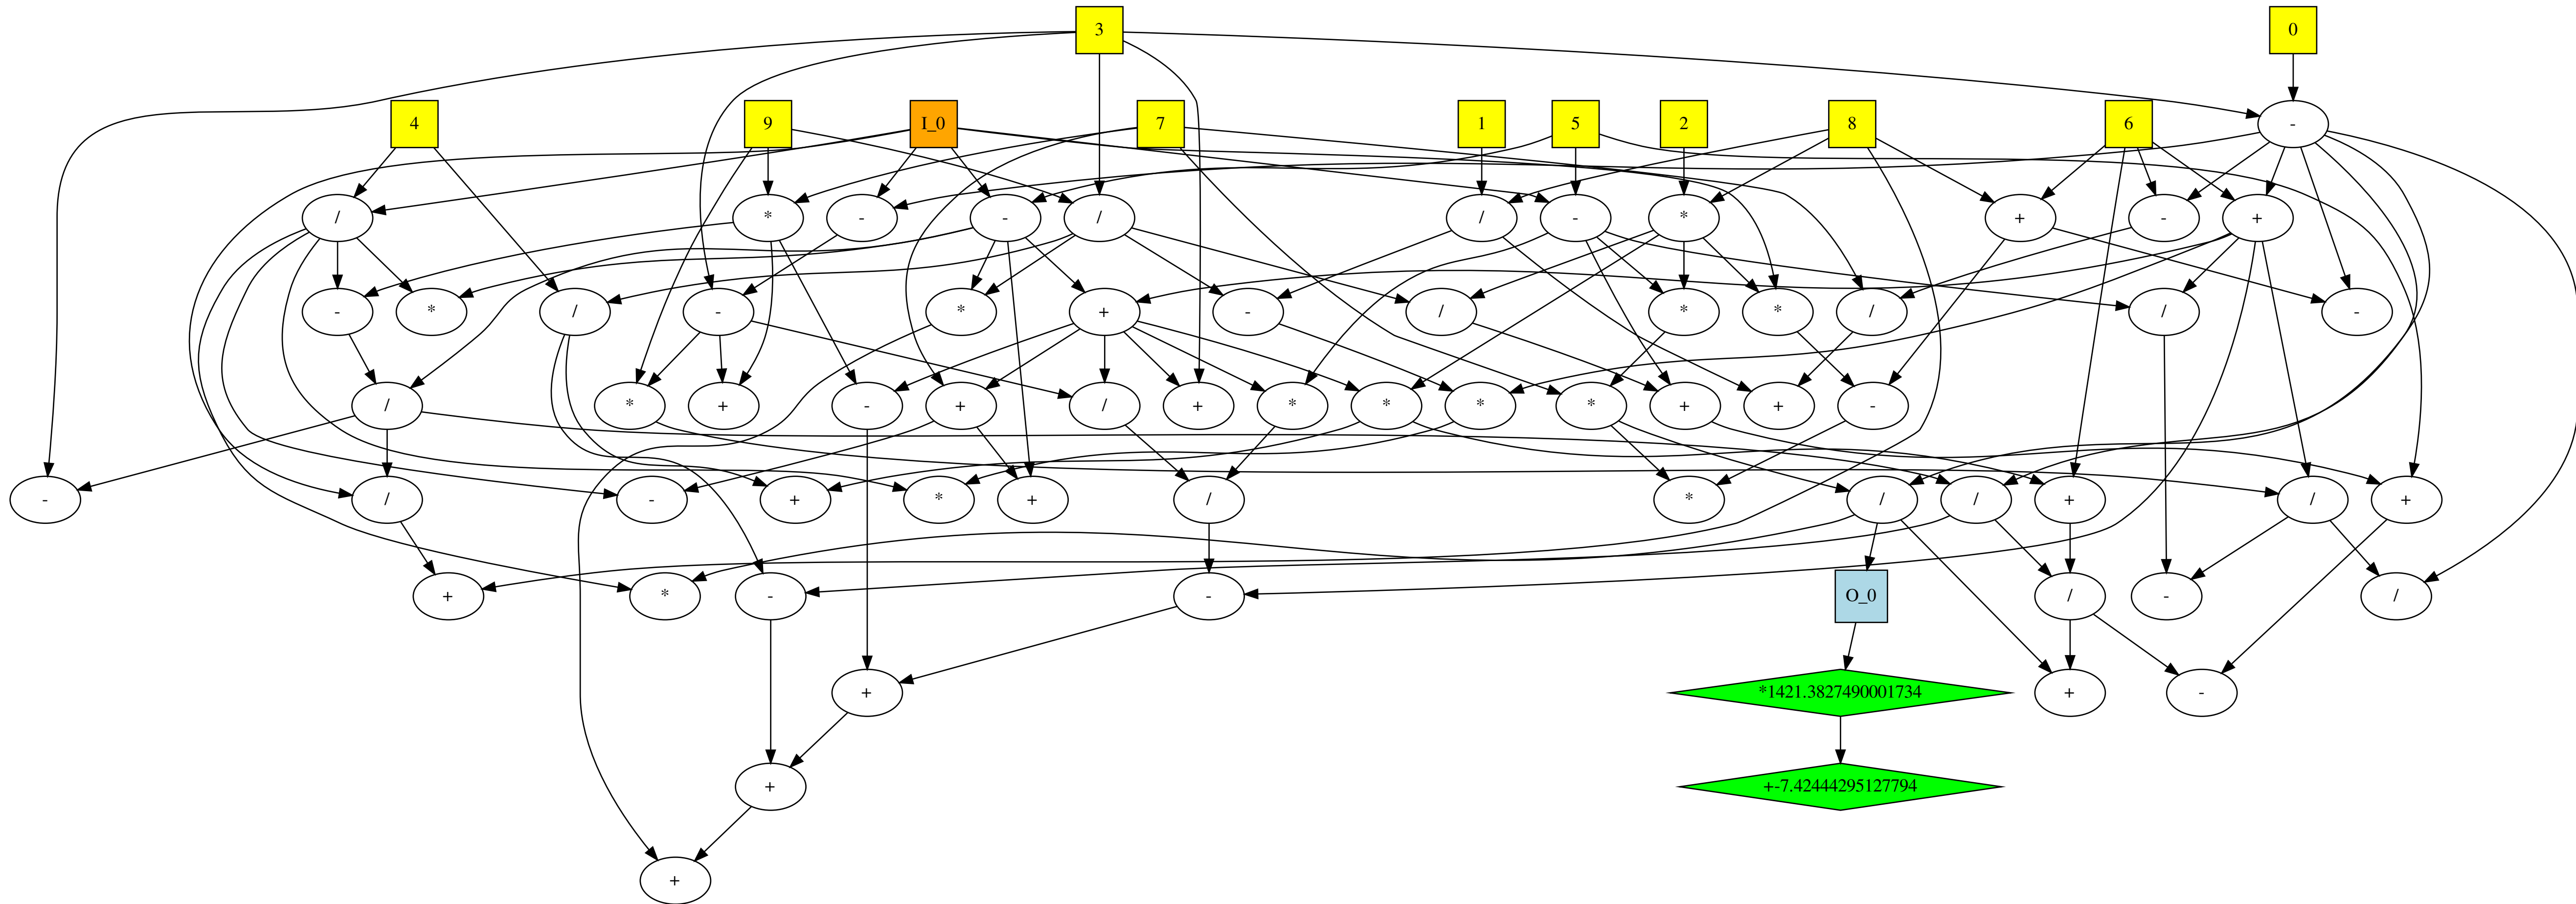 3 0
4 9 I_0 7 1 5 2 8 6 -
/ * - - / / - * + - +
- * / - * + - / * * / / -
/ * + - + / + * * * * + + -
- / - + * + / * / / + / +
+ * - - O_0 / - /
+ *1421.3827490001734 + -
+ +-7.42444295127794
+